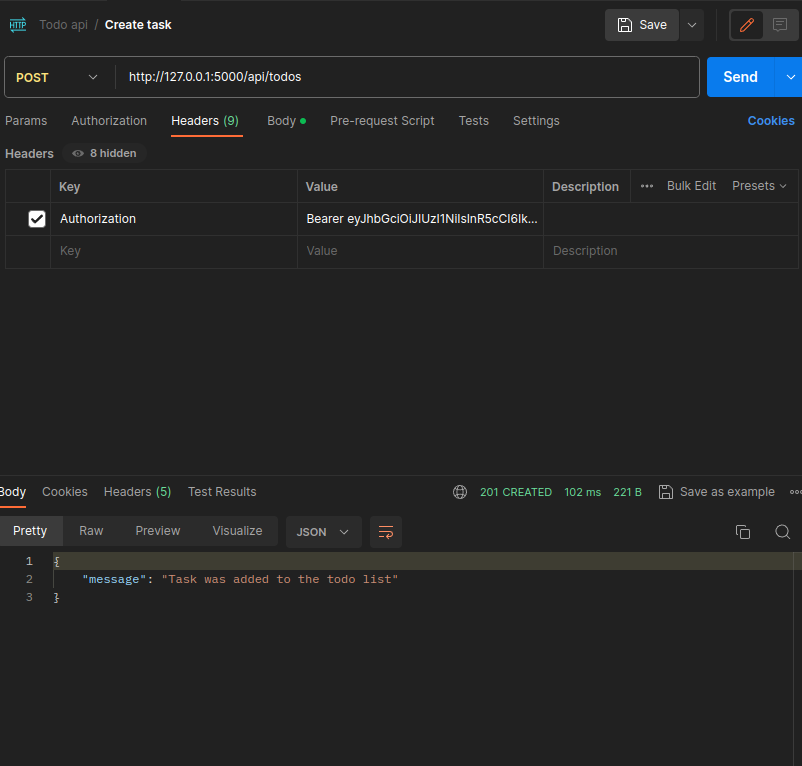 HTTP Todo api / Create task Save
POST http://127.0.0.1:5000/api/todos Send
Params Authorization Headers (9) Body Pre-request Script Tests Settings Cookies
Headers 8 hidden
Key Value Description Bulk Edit Presets
Authorization Bearer eyJhbGciOiJIUzI1NiIsInR5cCI6Ik...
Key Value Description
Body Cookies Headers (5) Test Results 201 CREATED 102 ms 221 B Save as example
Pretty Raw Preview Visualize JSON
1 {
2 "message": "Task was added to the todo list"
3 }